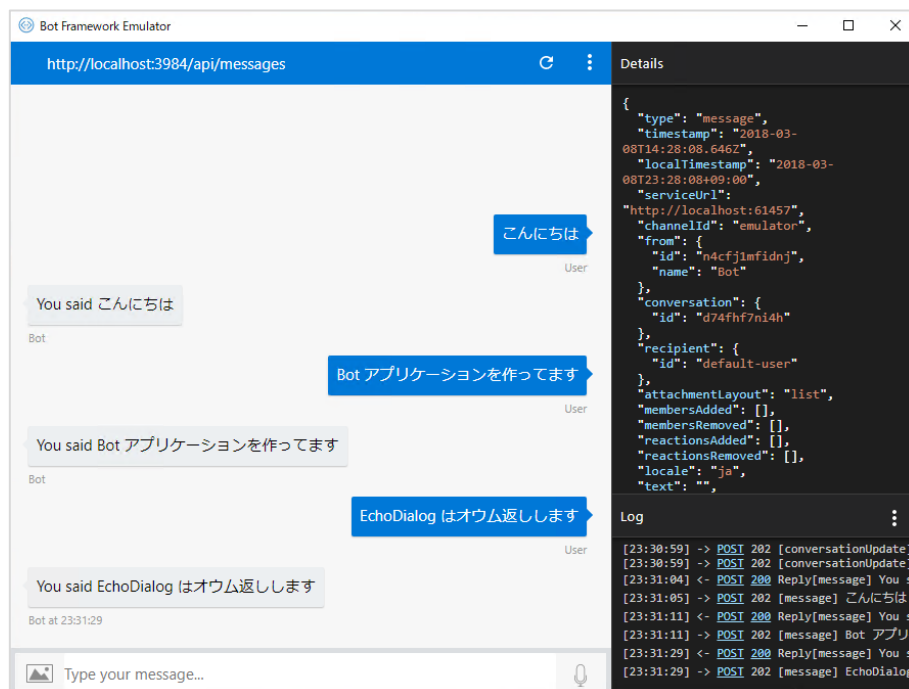 Bot Framework Emulator
http://localhost:3984/api/messages
こんにちは
User
You said こんにちは
Bot
Bot アプリケーションを作ってます
User
You said Bot アプリケーションを作ってます
Bot
EchoDialog はオウム返しします
User
You said EchoDialog はオウム返しします
Bot at 23:31:29
Type your message...
Details
{
"type": "message",
"timestamp": "2018-03-
08T14:28:08.646Z",
"localTimestamp": "2018-03-
08T23:28:08+09:00",
"serviceUrl":
"http://localhost:61457",
"channelId": "emulator",
"from": {
"id": "n4cfj1mfidnj",
"name": "Bot"
},
"conversation": {
"id": "d74fhf7ni4h"
},
"recipient": {
"id": "default-user"
},
"attachmentLayout": "list",
"membersAdded": [],
"membersRemoved": [],
"reactionsAdded": [],
"reactionsRemoved": [],
"locale": "ja",
"text": "",
Log
[23:30:59] -> POST 202 [conversationUpdate]
[23:30:59] -> POST 202 [conversationUpdate]
[23:31:04] <- POST 200 Reply[message] You s
[23:31:05] -> POST 202 [message] こんにちは
[23:31:11] <- POST 200 Reply[message] You s
[23:31:11] -> POST 202 [message] Bot アプリ
[23:31:29] <- POST 200 Reply[message] You s
[23:31:29] -> POST 202 [message] EchoDialog